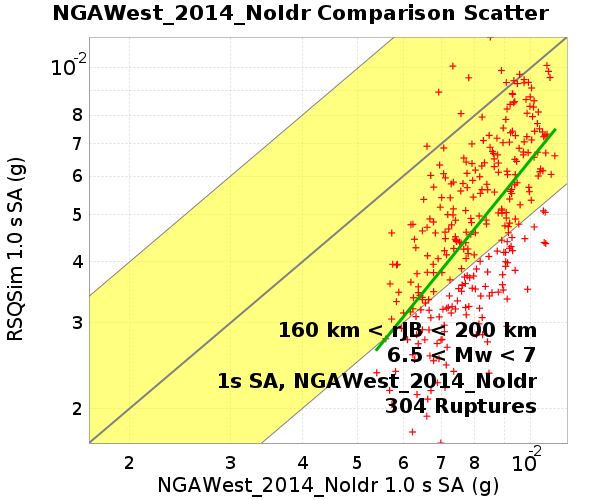 NGAWest_2014_NoIdr Comparison Scatter
RSQSim 1.0 s SA (g)
10-2
8
7
6
5
4
3
2
160 km < rJB < 200 km
6.5 < Mw < 7
1s SA, NGAWest_2014_NoIdr
304 Ruptures
2 3 4 5 6 7 8 10-2
NGAWest_2014_NoIdr 1.0 s SA (g)